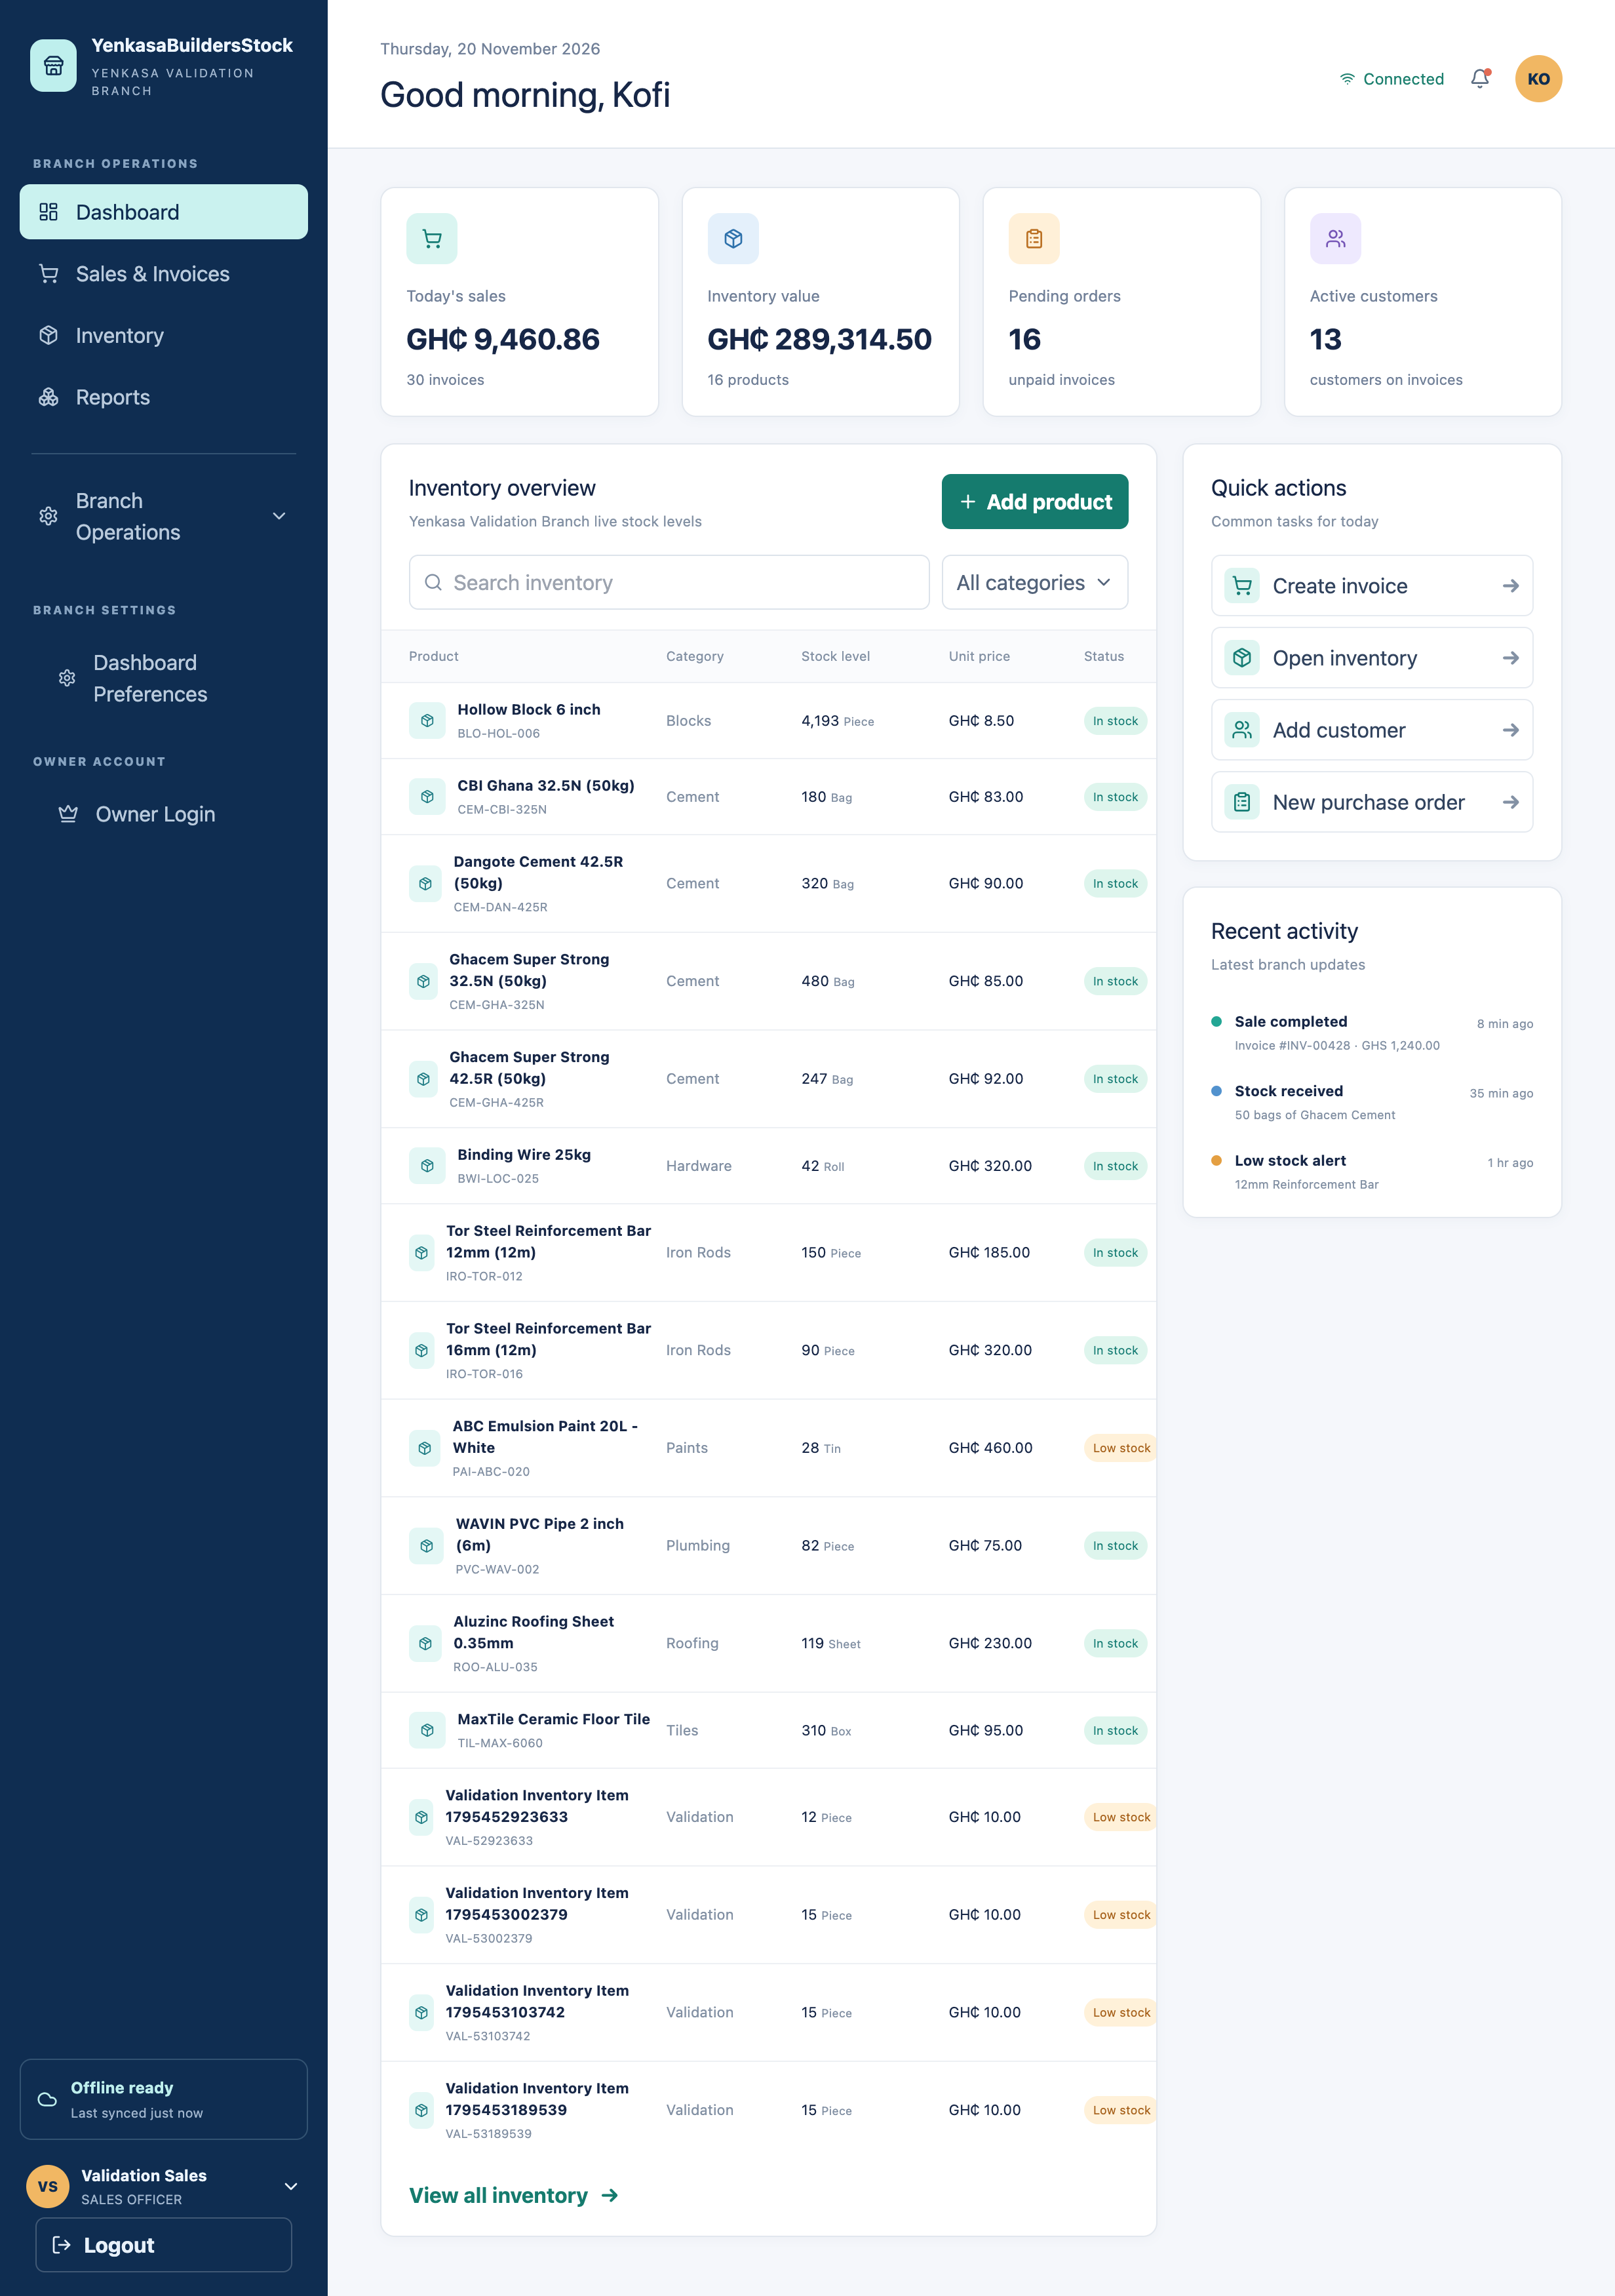 YenkasaBuildersStock
YENKASA VALIDATION
BRANCH
BRANCH OPERATIONS
Dashboard
Sales & Invoices
Inventory
Reports
Branch
Operations
BRANCH SETTINGS
Dashboard
Preferences
OWNER ACCOUNT
Owner Login
Offline ready
Last synced just now
VS
Validation Sales
SALES OFFICER
Logout
Thursday, 20 November 2026
Good morning, Kofi
Connected
KO
Today's sales
GH₵ 9,460.86
30 invoices
Inventory value
GH₵ 289,314.50
16 products
Pending orders
16
unpaid invoices
Active customers
13
customers on invoices
Inventory overview
Yenkasa Validation Branch live stock levels
Add product
Search inventory
All categories
Product Category Stock level Unit price Status
Hollow Block 6 inch
BLO-HOL-006
Blocks 4,193 Piece GH₵ 8.50 In stock
CBI Ghana 32.5N (50kg)
CEM-CBI-325N
Cement 180 Bag GH₵ 83.00 In stock
Dangote Cement 42.5R
(50kg)
CEM-DAN-425R
Cement 320 Bag GH₵ 90.00 In stock
Ghacem Super Strong
32.5N (50kg)
CEM-GHA-325N
Cement 480 Bag GH₵ 85.00 In stock
Ghacem Super Strong
42.5R (50kg)
CEM-GHA-425R
Cement 247 Bag GH₵ 92.00 In stock
Binding Wire 25kg
BWI-LOC-025
Hardware 42 Roll GH₵ 320.00 In stock
Tor Steel Reinforcement Bar
12mm (12m)
IRO-TOR-012
Iron Rods 150 Piece GH₵ 185.00 In stock
Tor Steel Reinforcement Bar
16mm (12m)
IRO-TOR-016
Iron Rods 90 Piece GH₵ 320.00 In stock
ABC Emulsion Paint 20L -
White
PAI-ABC-020
Paints 28 Tin GH₵ 460.00 Low stock
WAVIN PVC Pipe 2 inch
(6m)
PVC-WAV-002
Plumbing 82 Piece GH₵ 75.00 In stock
Aluzinc Roofing Sheet
0.35mm
ROO-ALU-035
Roofing 119 Sheet GH₵ 230.00 In stock
MaxTile Ceramic Floor Tile
TIL-MAX-6060
Tiles 310 Box GH₵ 95.00 In stock
Validation Inventory Item
1795452923633
VAL-52923633
Validation 12 Piece GH₵ 10.00 Low stock
Validation Inventory Item
1795453002379
VAL-53002379
Validation 15 Piece GH₵ 10.00 Low stock
Validation Inventory Item
1795453103742
VAL-53103742
Validation 15 Piece GH₵ 10.00 Low stock
Validation Inventory Item
1795453189539
VAL-53189539
Validation 15 Piece GH₵ 10.00 Low stock
View all inventory
Quick actions
Common tasks for today
Create invoice
Open inventory
Add customer
New purchase order
Recent activity
Latest branch updates
Sale completed 8 min ago
Invoice #INV-00428 · GHS 1,240.00
Stock received 35 min ago
50 bags of Ghacem Cement
Low stock alert 1 hr ago
12mm Reinforcement Bar